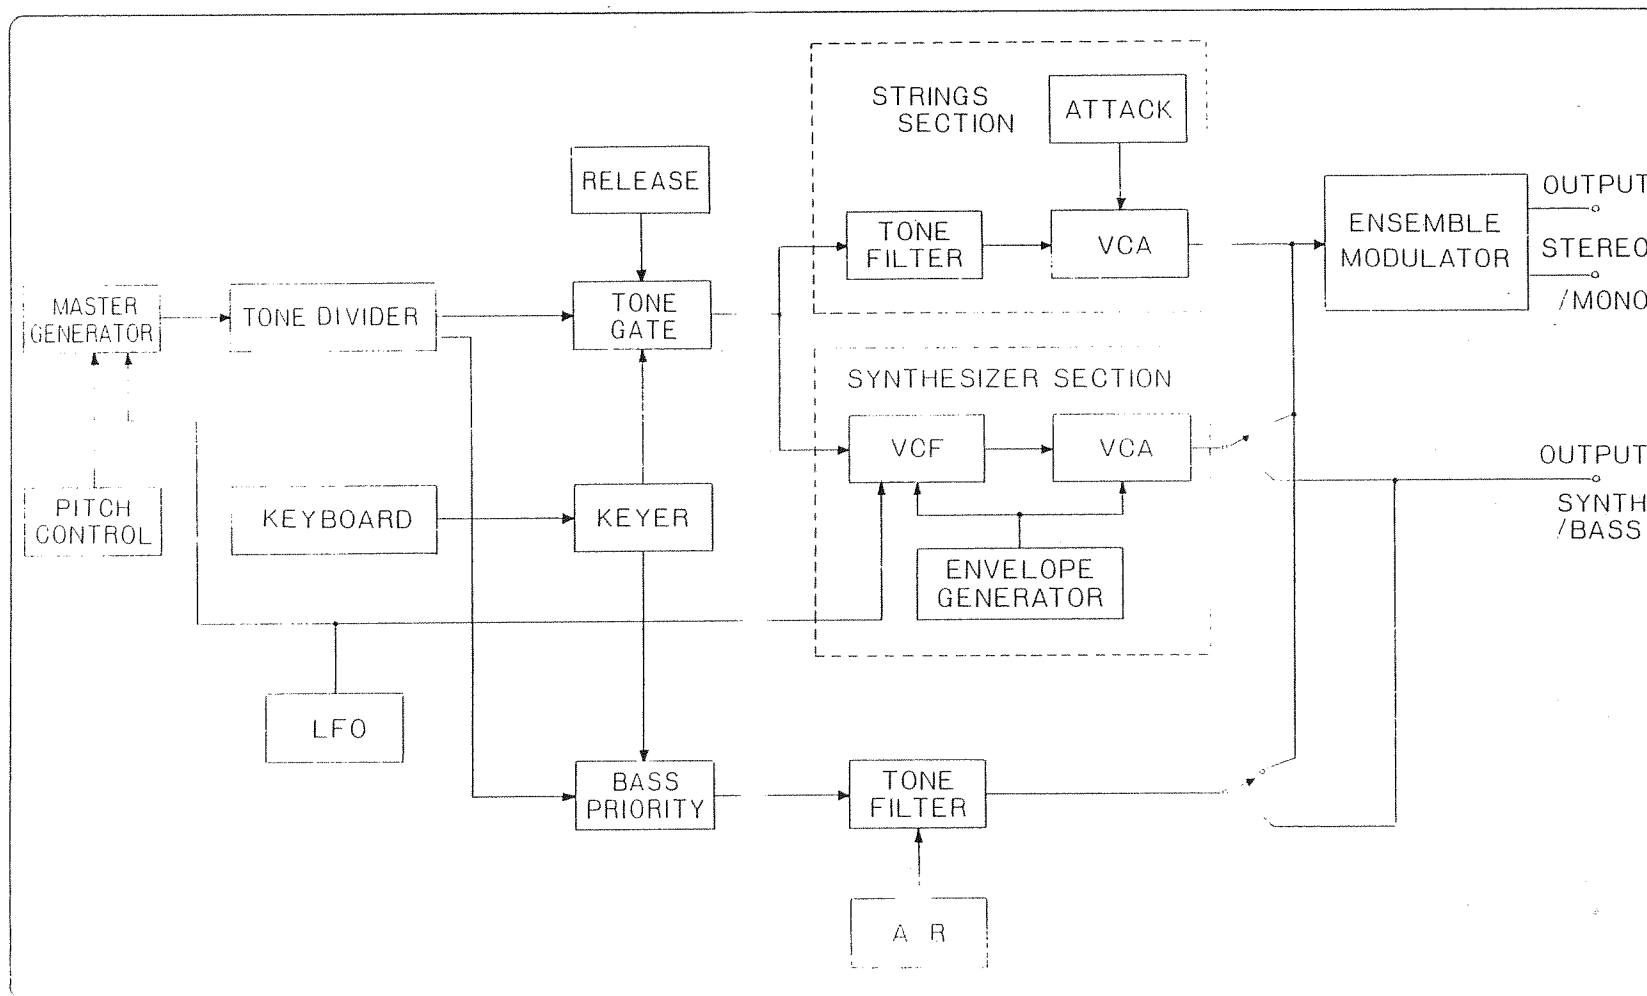 STRINGS
SECTION
ATTACK
RELEASE
TONE
FILTER
VCA
ENSEMBLE
MODULATOR
OUTPUT
STEREO
/MONO
MASTER
GENERATOR
TONE DIVIDER
TONE
GATE
SYNTHESIZER SECTION
VCF
VCA
OUTPUT
SYNTH
/BASS
PITCH
CONTROL
KEYBOARD
KEYER
ENVELOPE
GENERATOR
LFO
BASS
PRIORITY
TONE
FILTER
A R